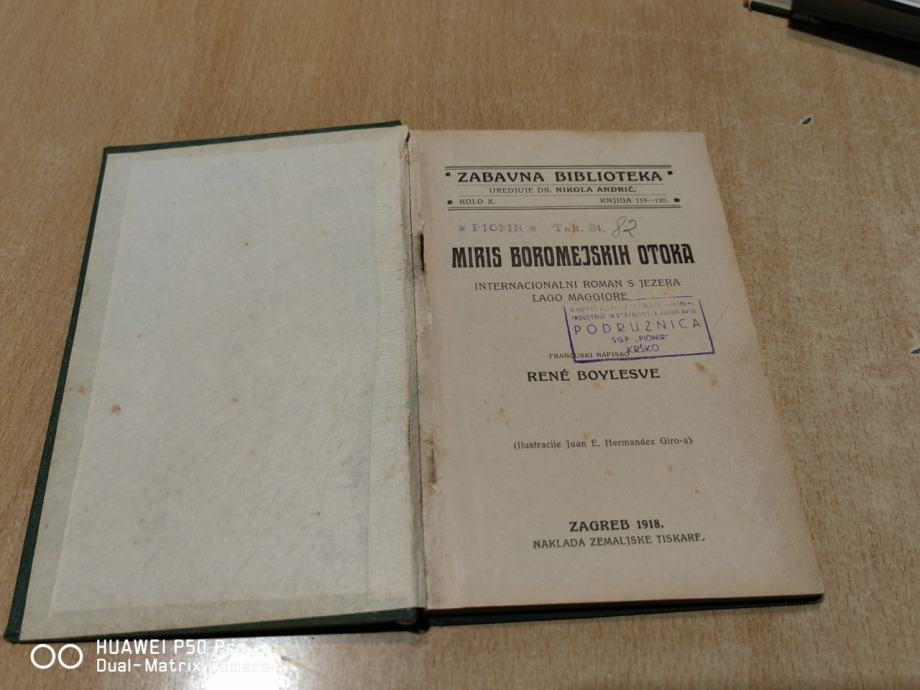 ZABAVNA BIBLIOTEKA
UREDJUJE DR. NIKOLA ANDRIĆ.
KOLO X. KNJIGA 119—120.
PIONIR Tek. št. 82
MIRIS BOROMEJSKIH OTOKA
INTERNACIONALNI ROMAN S JEZERA
LAGO MAGGIORE
INDUSTRIJE IN
PODRUŽNICA
SGP „PIONIR"
KRŠKO
FRANCUSKI NAPISAO
RENÉ BOYLESVE
(Ilustracije Juan E. Hermandez Giro-a)
ZAGREB 1918.
NAKLADA ZEMALJSKE TISKARE.
HUAWEI P50 Pro
Dual-Matrix Camera